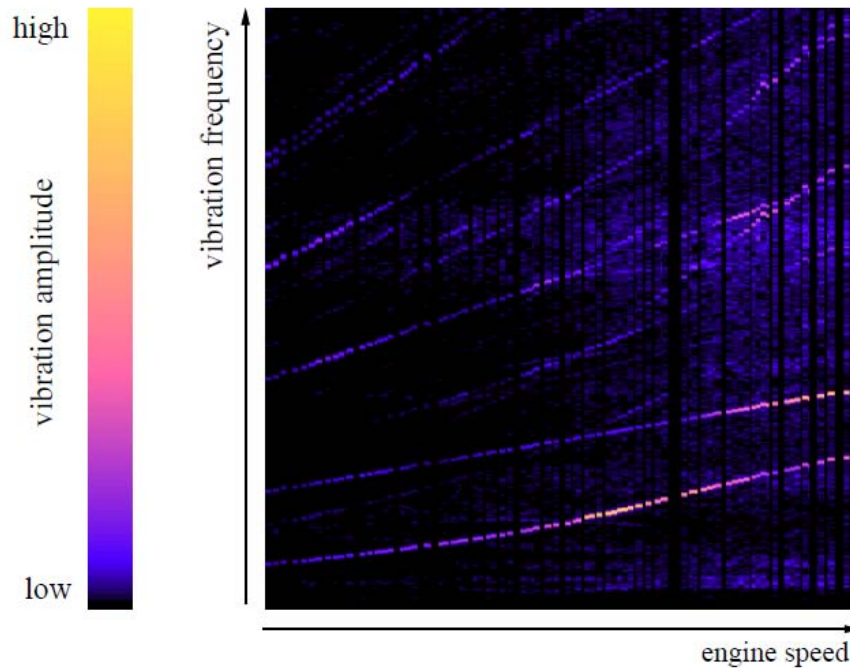 high
vibration amplitude
low
vibration frequency
engine speed